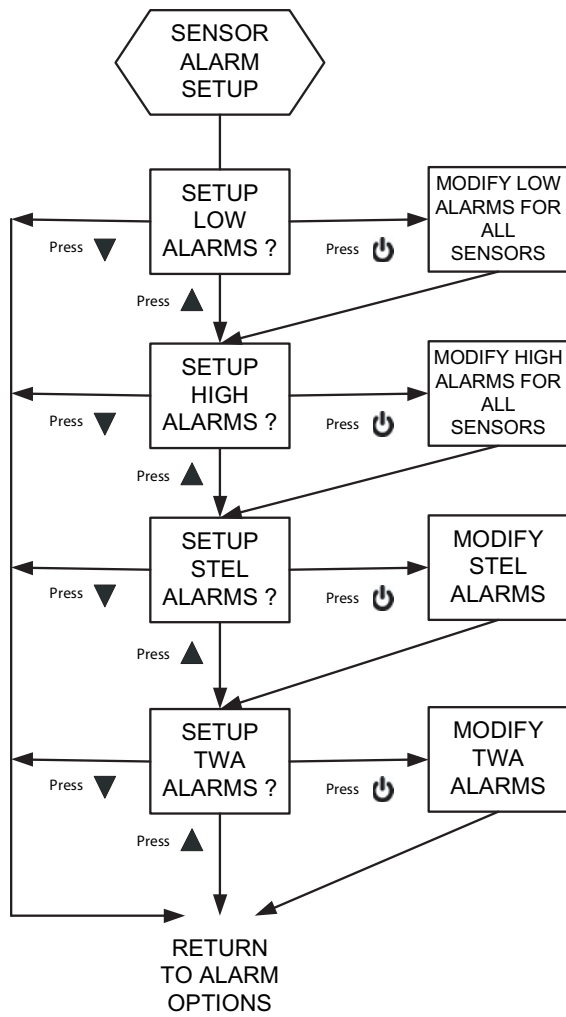 SENSOR
ALARM
SETUP
SETUP
LOW
ALARMS ?
MODIFY LOW
ALARMS FOR
ALL
SENSORS
Press
Press
Press
SETUP
HIGH
ALARMS ?
MODIFY HIGH
ALARMS FOR
ALL
SENSORS
Press
Press
Press
SETUP
STEL
ALARMS ?
MODIFY
STEL
ALARMS
Press
Press
Press
SETUP
TWA
ALARMS ?
MODIFY
TWA
ALARMS
Press
Press
Press
RETURN
TO ALARM
OPTIONS